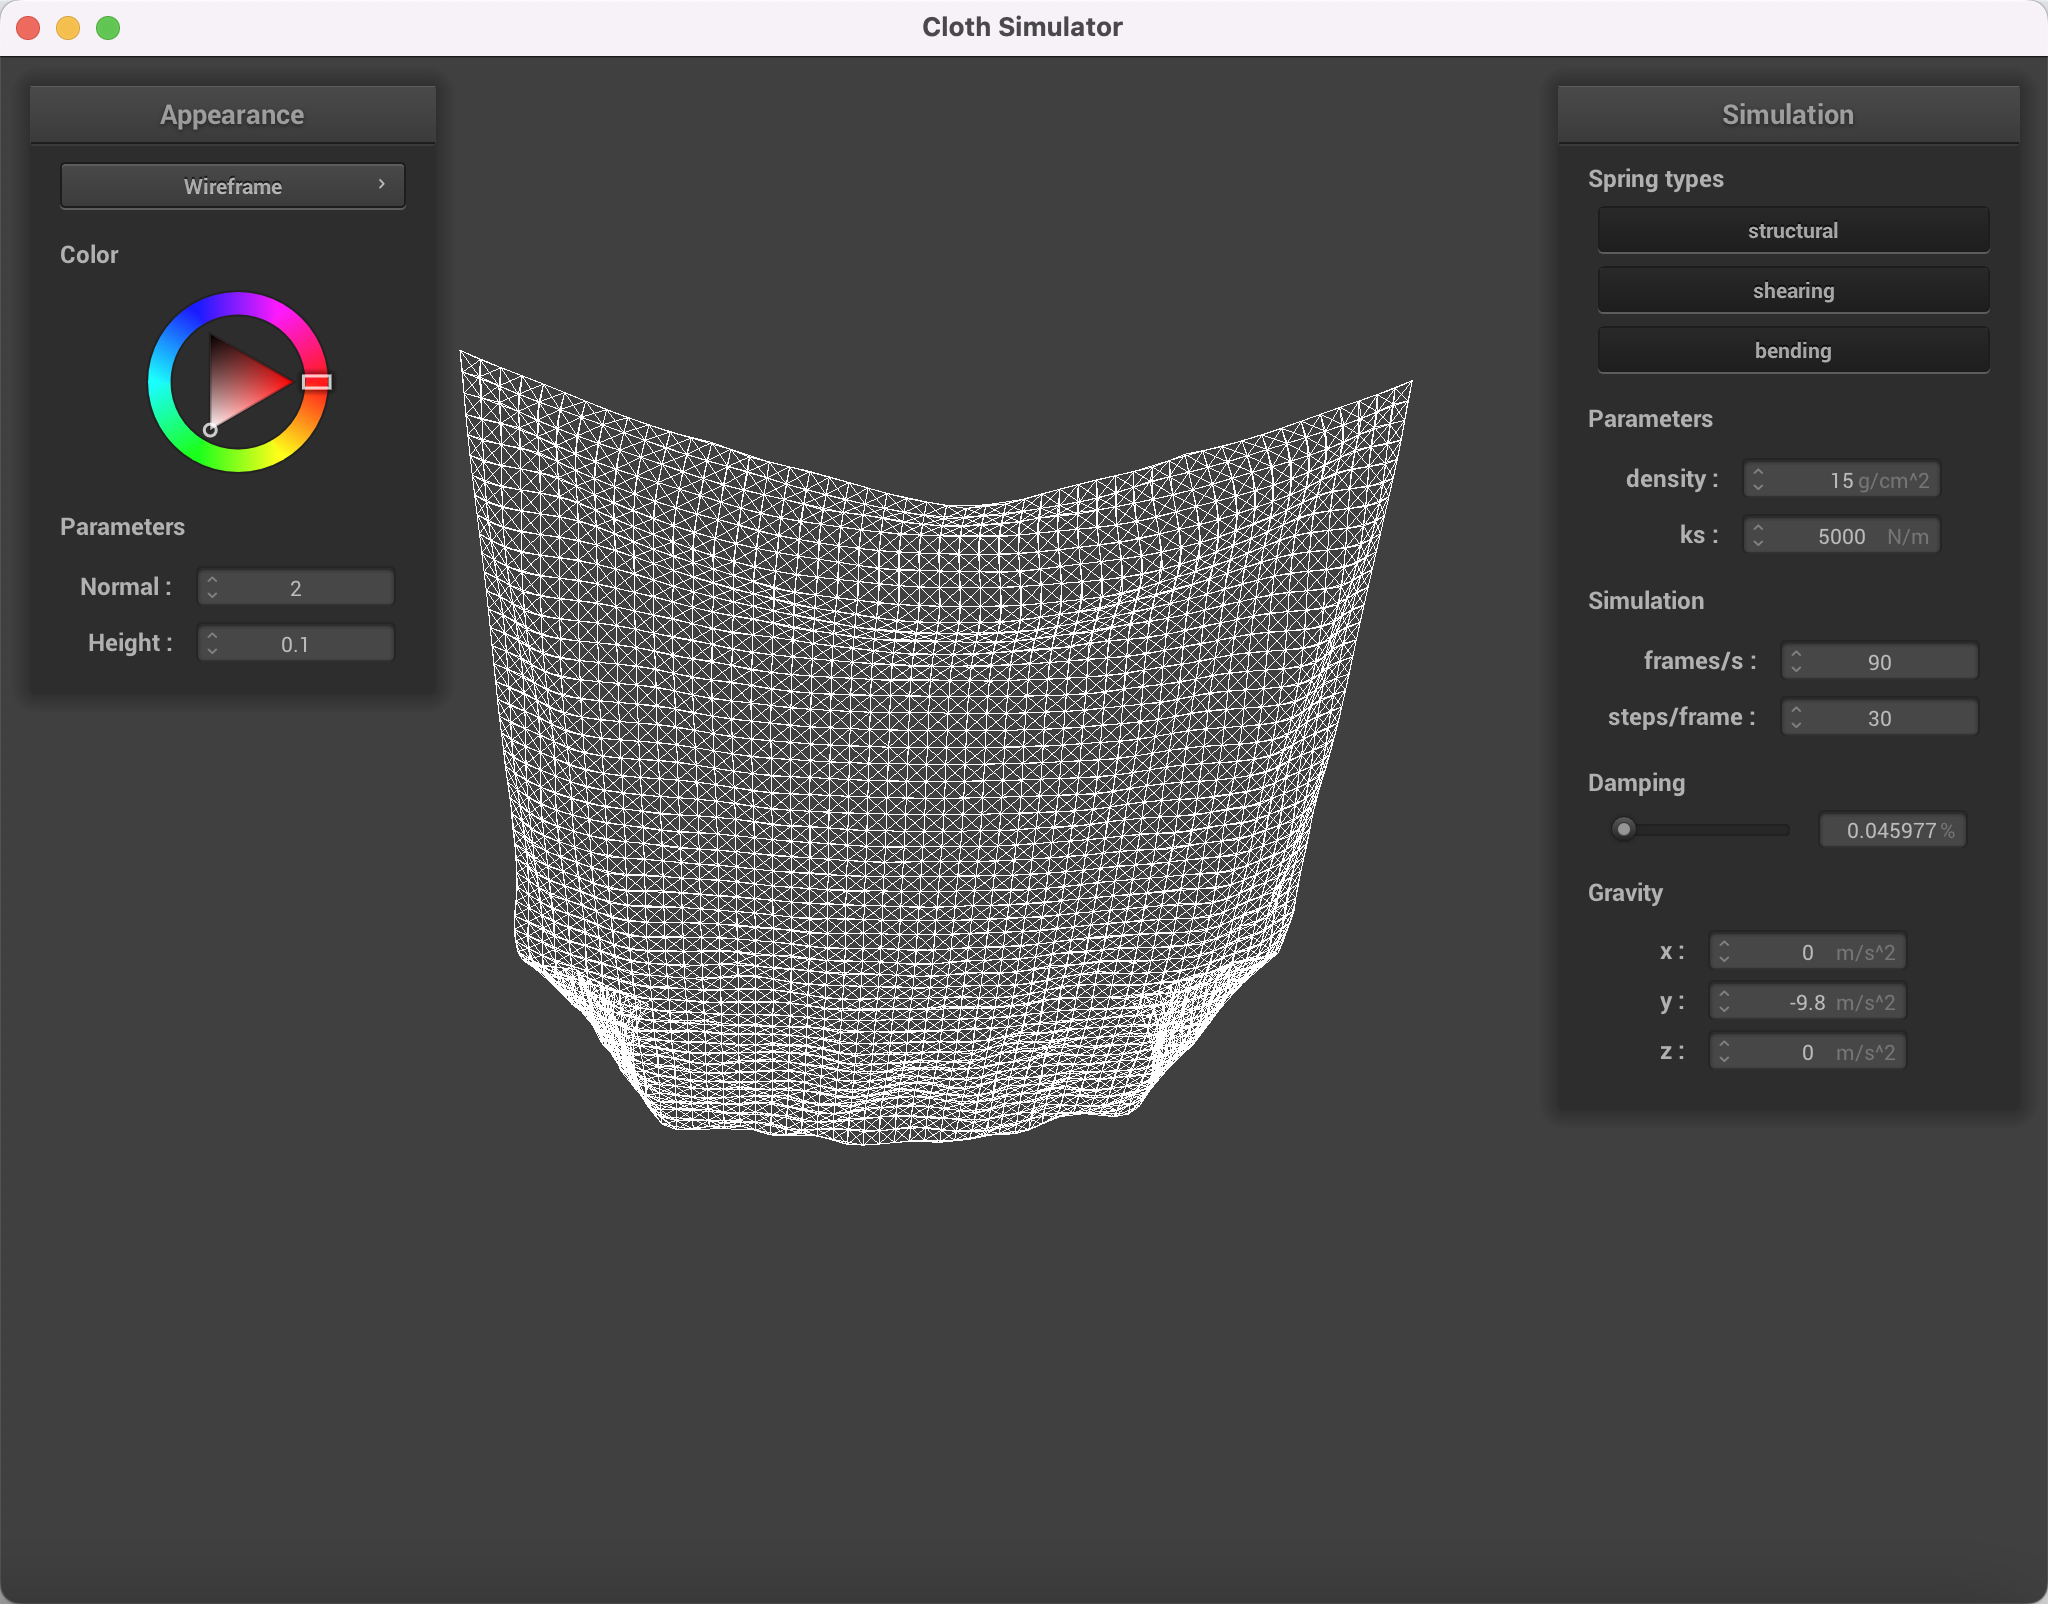 Cloth Simulator
Appearance
Wireframe
Color
Parameters
Normal : 2
Height : 0.1
Simulation
Spring types
structural
shearing
bending
Parameters
density : 15 g/cm^2
ks : 5000 N/m
Simulation
frames/s : 90
steps/frame : 30
Damping
0.045977 %
Gravity
x : 0 m/s^2
y : -9.8 m/s^2
z : 0 m/s^2